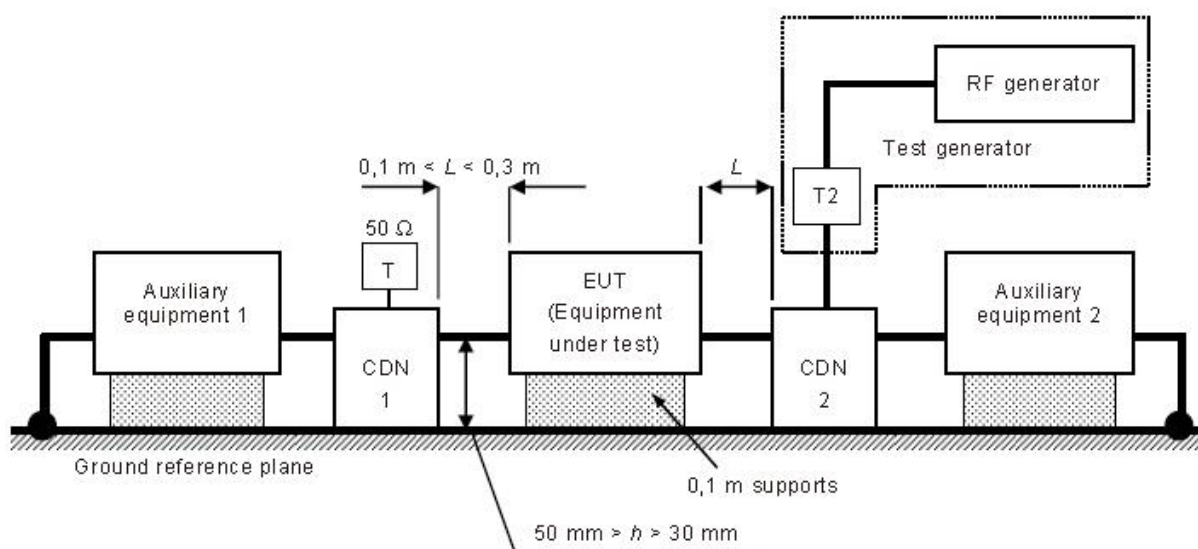 RF generator
Test generator
0,1 m < L < 0,3 m
L
T2
50 Ω
T
Auxiliary
equipment 1
EUT
(Equipment
under test)
Auxiliary
equipment 2
CDN
1
CDN
2
Ground reference plane
0,1 m supports
50 mm > h > 30 mm